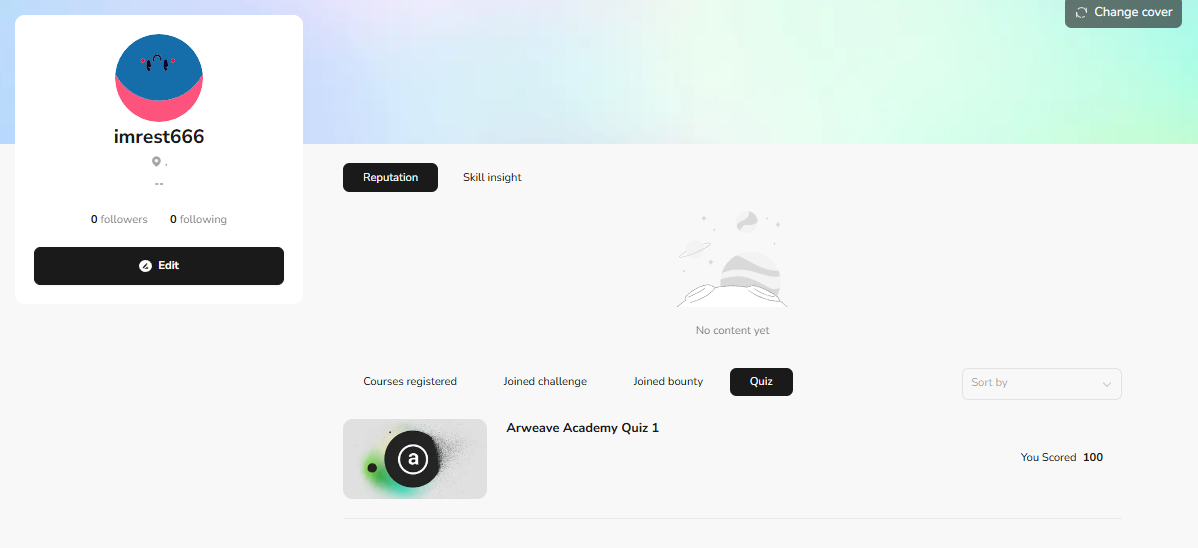 Change cover
imrest666
,
--
0 followers 0 following
Edit
Reputation Skill insight
No content yet
Courses registered Joined challenge Joined bounty Quiz Sort by
a
Arweave Academy Quiz 1
You Scored 100